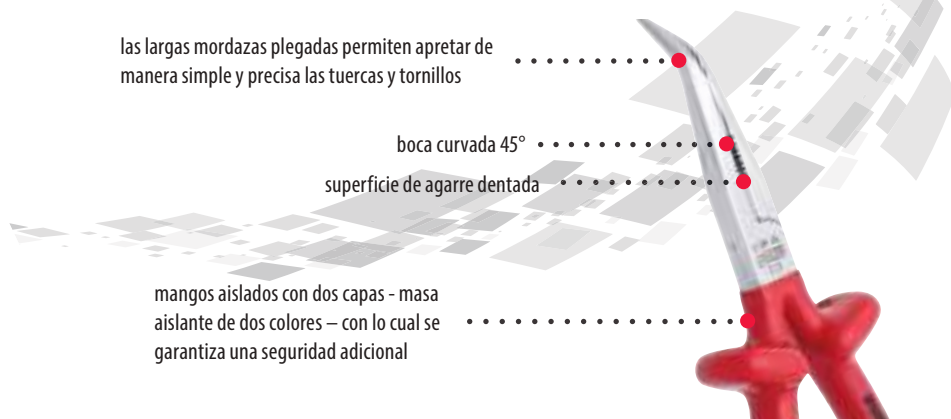 las largas mordazas plegadas permiten apretar de
manera simple y precisa las tuercas y tornillos
boca curvada 45°
superficie de agarre dentada
mangos aislados con dos capas - masa
aislante de dos colores – con lo cual se
garantiza una seguridad adicional